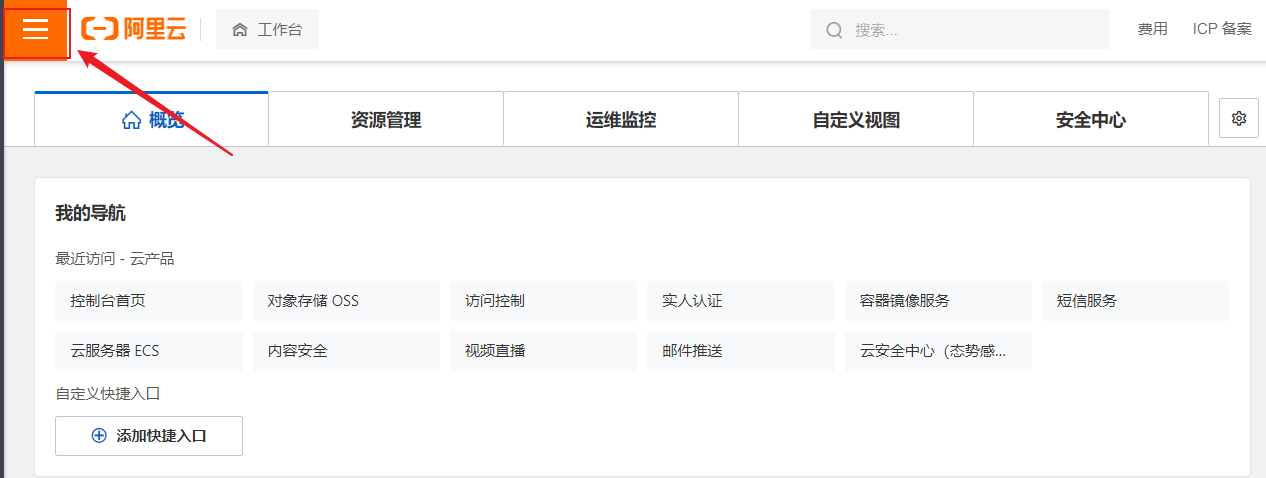 阿里云 工作台 搜索... 费用 ICP 备案
概览 资源管理 运维监控 自定义视图 安全中心
我的导航
最近访问 - 云产品
控制台首页 对象存储 OSS 访问控制 实人认证 容器镜像服务 短信服务
云服务器 ECS 内容安全 视频直播 邮件推送 云安全中心（态势感...
自定义快捷入口
添加快捷入口